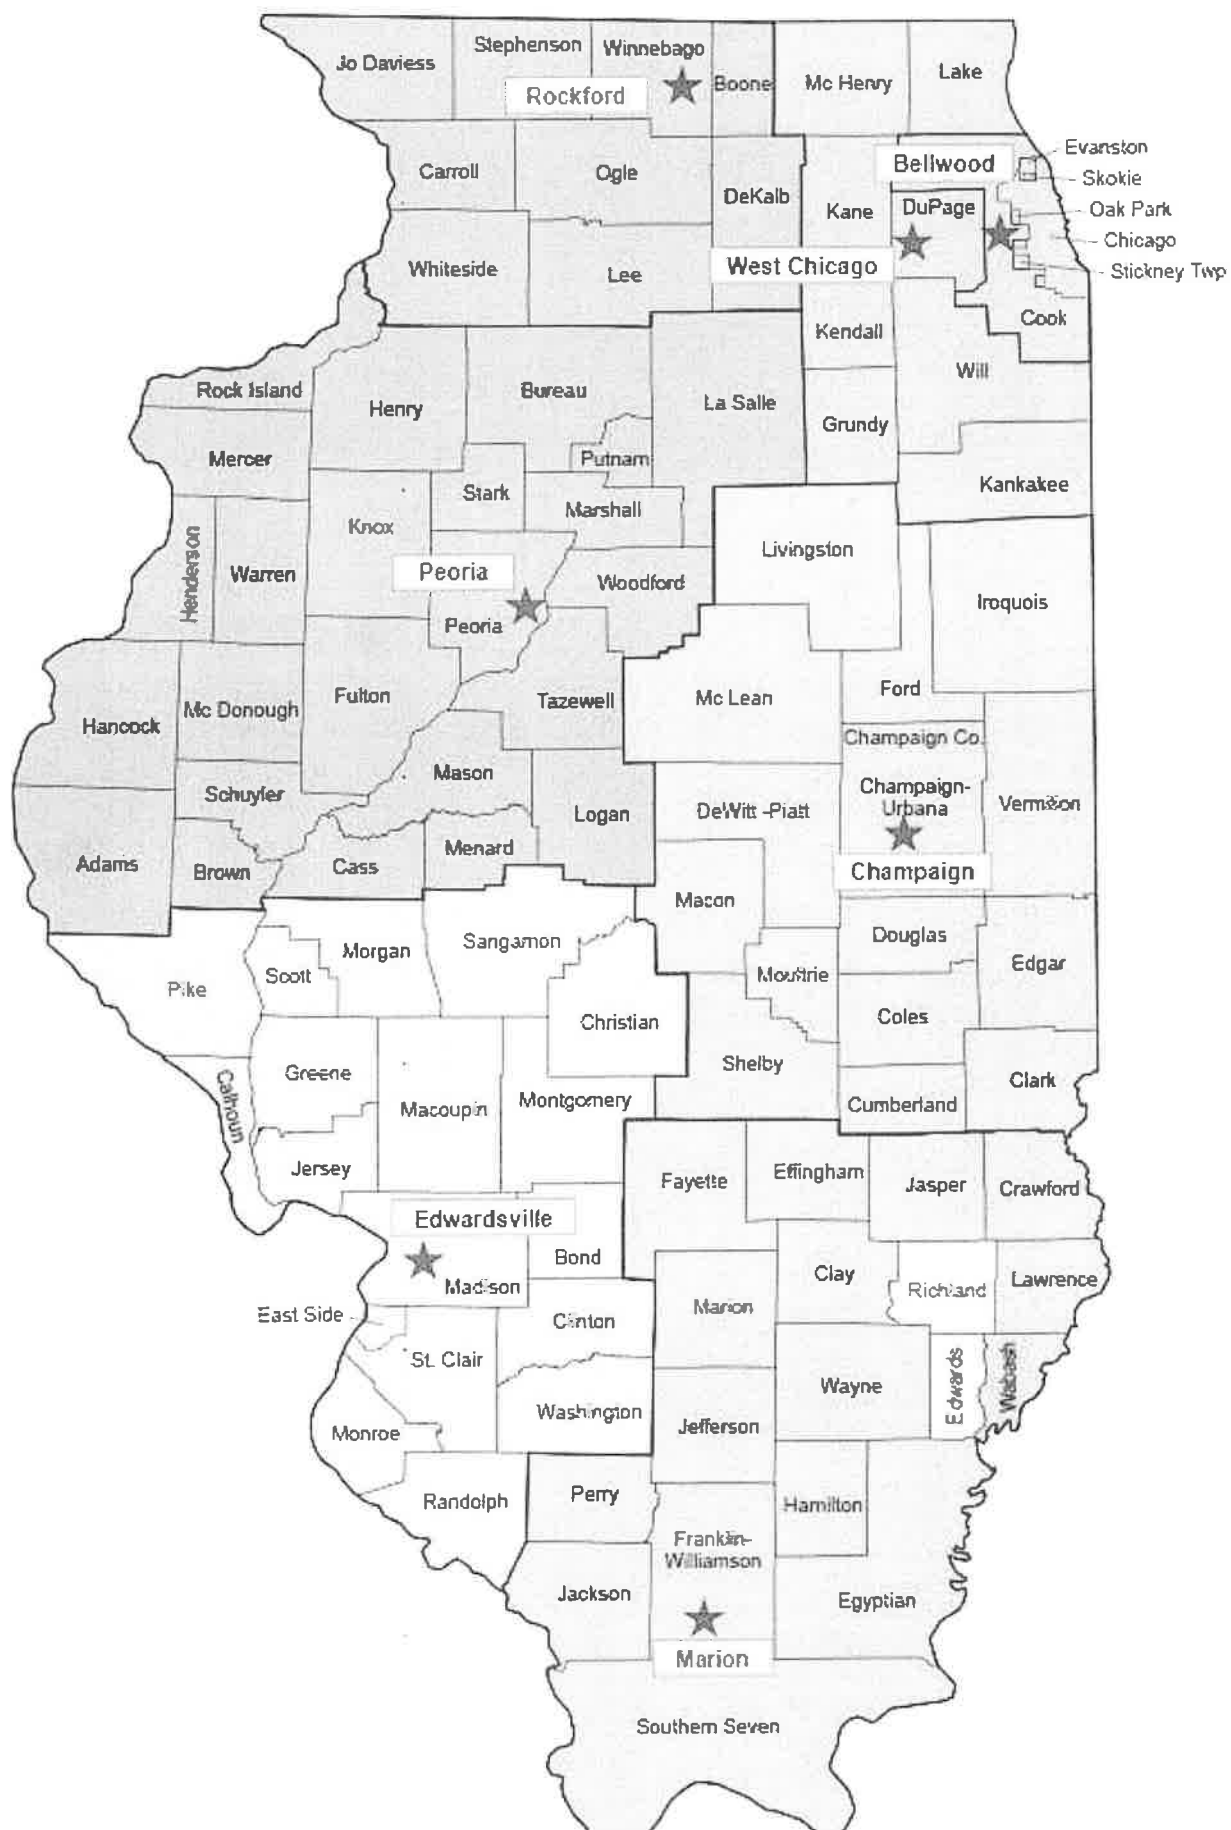 Jo Daviess
Stephenson
Winnebago
Rockford
Boone
Mc Henry
Lake
Carroll
Ogle
DeKalb
Kane
Bellwood
DuPage
Evanston
Skokie
Oak Park
Chicago
Stickney Twp
Whiteside
Lee
West Chicago
Kendall
Cook
Will
Rock Island
Henry
Bureau
La Salle
Grundy
Mercer
Putnam
Kankakee
Stark
Marshall
Knox
Henderson
Warren
Peoria
Woodford
Livingston
Iroquois
Peoria
Hancock
Mc Donough
Fulton
Tazewell
Mc Lean
Ford
Champaign Co.
Mason
Schuyler
Logan
DeWitt -Piatt
Champaign-
Urbana
Vermilion
Adams
Brown
Cass
Menard
Champaign
Macon
Douglas
Edgar
Pike
Scott
Morgan
Sangamon
Moultrie
Christian
Coles
Shelby
Greene
Calhoun
Macoupin
Montgomery
Cumberland
Clark
Jersey
Fayette
Effingham
Jasper
Crawford
Edwardsville
Bond
Madison
Clay
Richland
Lawrence
East Side
Clinton
Marion
St. Clair
Wayne
Edwards
Wabash
Monroe
Washington
Jefferson
Randolph
Perry
Hamilton
Franklin-
Williamson
Jackson
Egyptian
Marion
Southern Seven